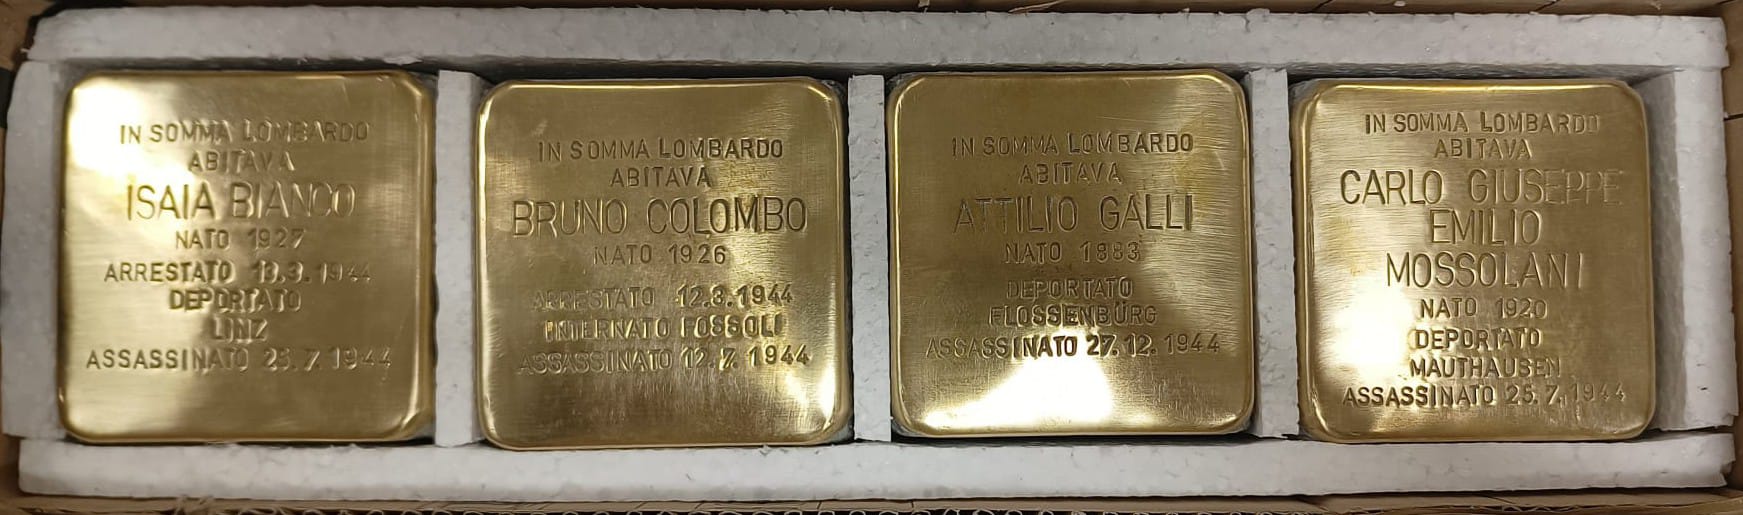 IN SOMMA LOMBARDO
ABITAVA
ISAIA BIANCO
NATO 1927
ARRESTATO 13.3.1944
DEPORTATO
LINZ
ASSASSINATO 25.7.1944
IN SOMMA LOMBARDO
ABITAVA
BRUNO COLOMBO
NATO 1926
ARRESTATO 12.3.1944
INTERNATO FOSSOLI
ASSASSINATO 12.7.1944
IN SOMMA LOMBARDO
ABITAVA
ATTILIO GALLI
NATO 1883
DEPORTATO
FLOSSENBÜRG
ASSASSINATO 27.12.1944
IN SOMMA LOMBARDO
ABITAVA
CARLO GIUSEPPE
EMILIO
MOSSOLANI
NATO 1920
DEPORTATO
MAUTHAUSEN
ASSASSINATO 25.7.1944